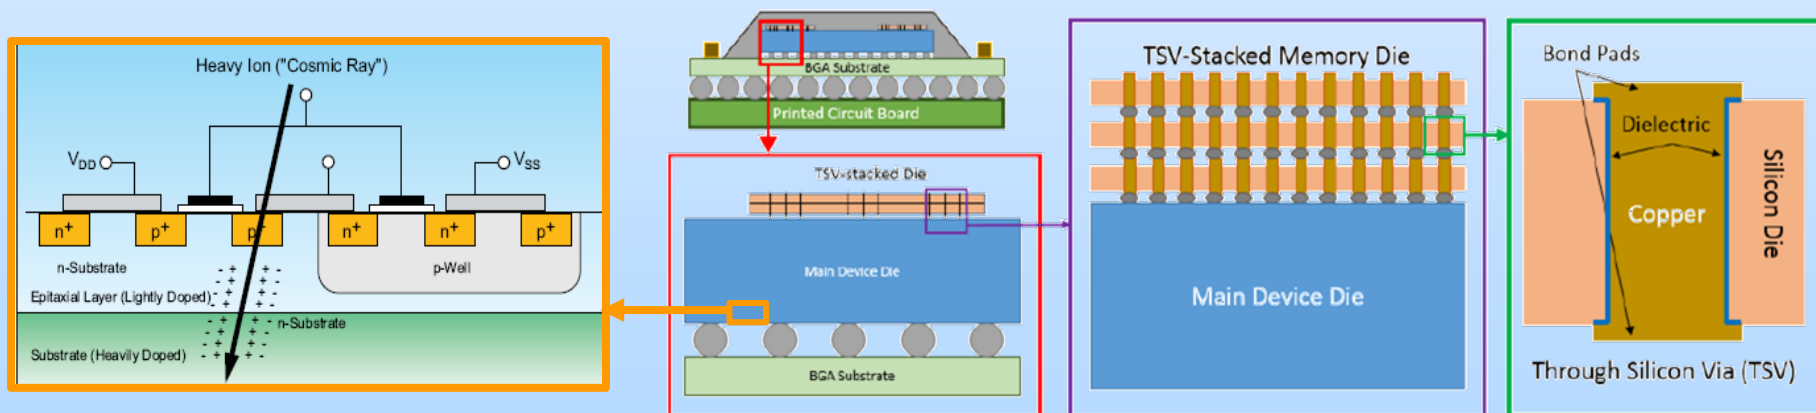 Heavy Ion ("Cosmic Ray")
VDD
VSS
n+
p+
p+
n+
n+
p+
n-Substrate
p-Well
Epitaxial Layer (Lightly Doped)
n-Substrate
Substrate (Heavily Doped)
BGA Substrate
Printed Circuit Board
TSV-stacked Die
Main Device Die
BGA Substrate
TSV-Stacked Memory Die
Main Device Die
Bond Pads
Dielectric
Copper
Silicon Die
Through Silicon Via (TSV)